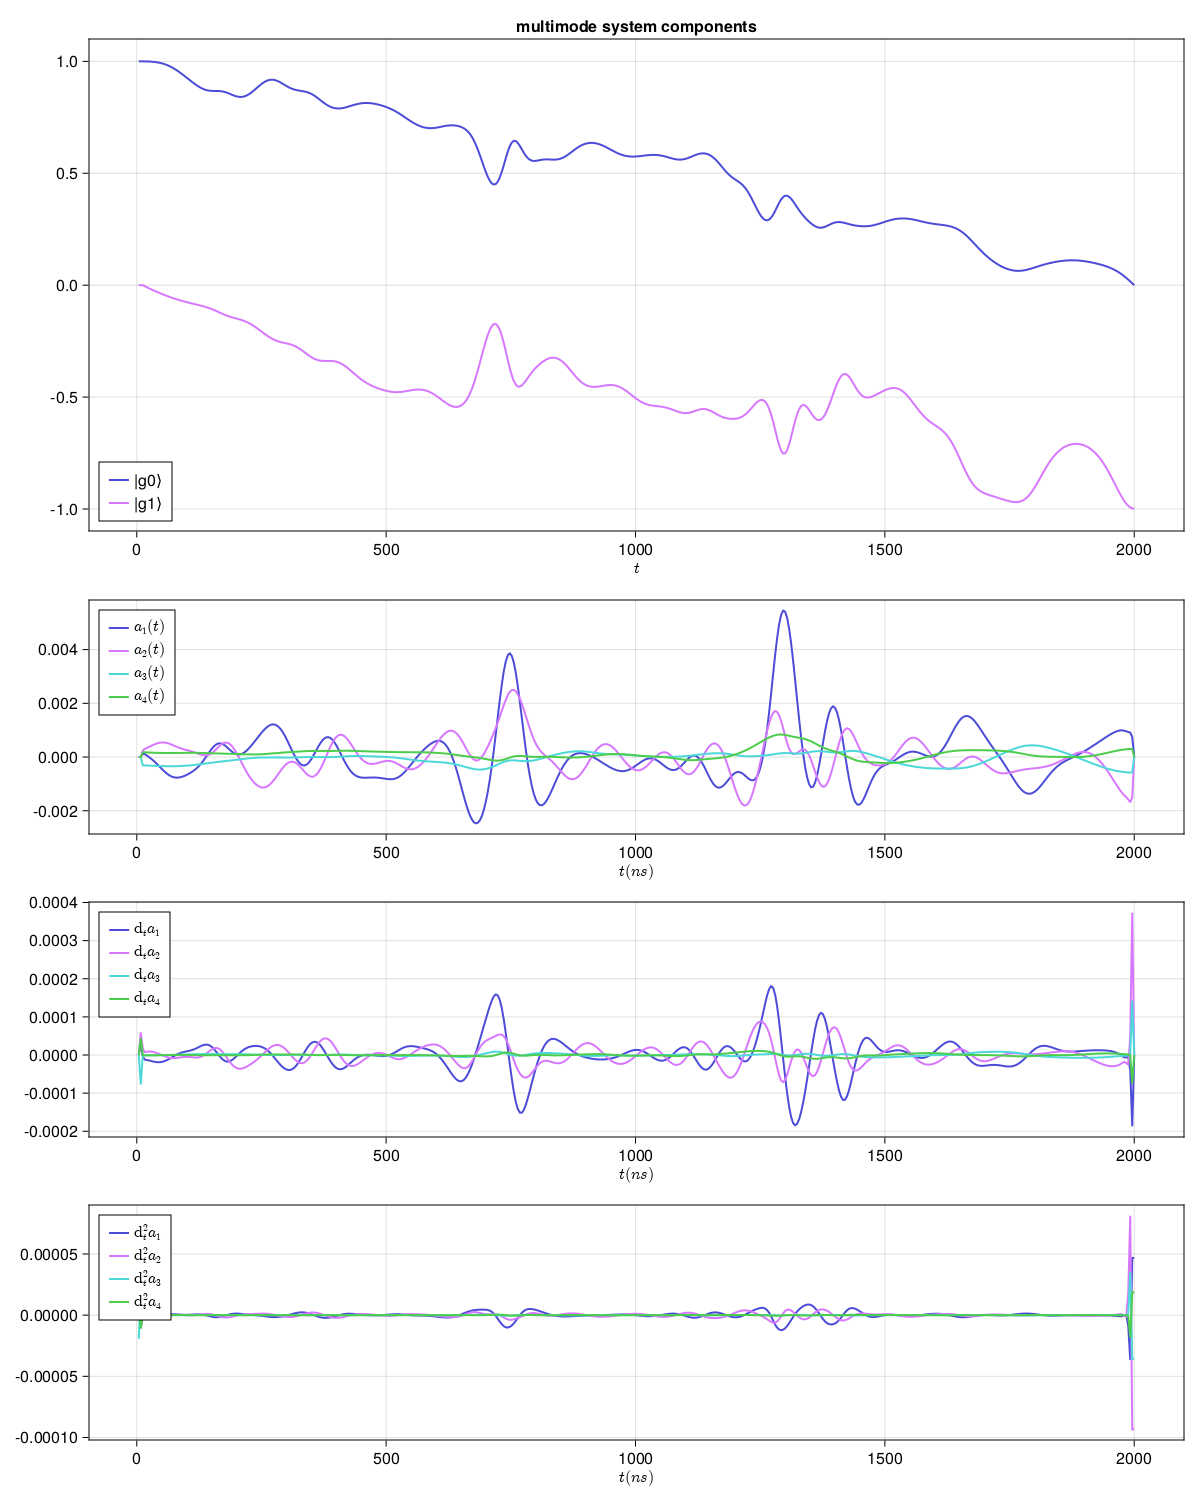 multimode system components
1.0
0.5
0.0
-0.5
-1.0
|g0⟩
|g1⟩
0 500 1000 1500 2000
t
0.004
0.002
0.000
-0.002
a₁(t)
a₂(t)
a₃(t)
a₄(t)
0 500 1000 1500 2000
t(ns)
0.0004
0.0003
0.0002
0.0001
0.0000
-0.0001
-0.0002
dₜa₁
dₜa₂
dₜa₃
dₜa₄
0 500 1000 1500 2000
t(ns)
0.00005
0.00000
-0.00005
-0.00010
dₜ²a₁
dₜ²a₂
dₜ²a₃
dₜ²a₄
0 500 1000 1500 2000
t(ns)